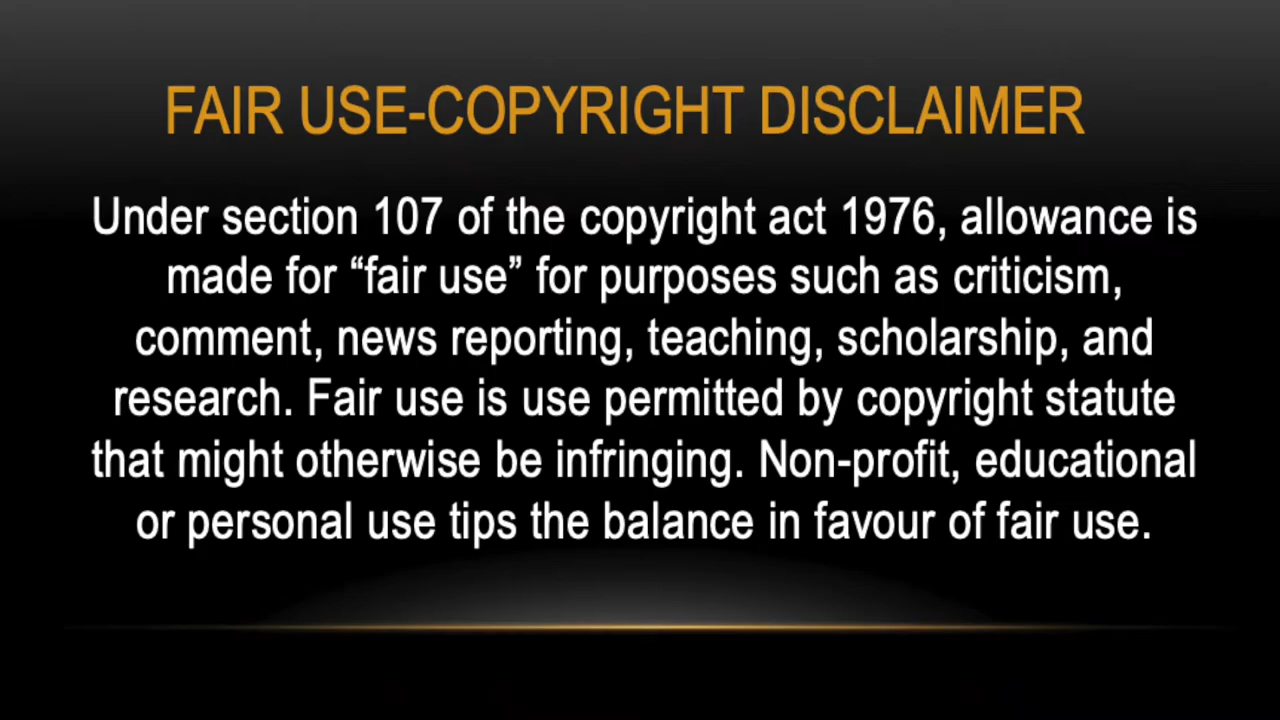 FAIR USE-COPYRIGHT DISCLAIMER
Under section 107 of the copyright act 1976, allowance is
made for “fair use” for purposes such as criticism,
comment, news reporting, teaching, scholarship, and
research. Fair use is use permitted by copyright statute
that might otherwise be infringing. Non-profit, educational
or personal use tips the balance in favour of fair use.